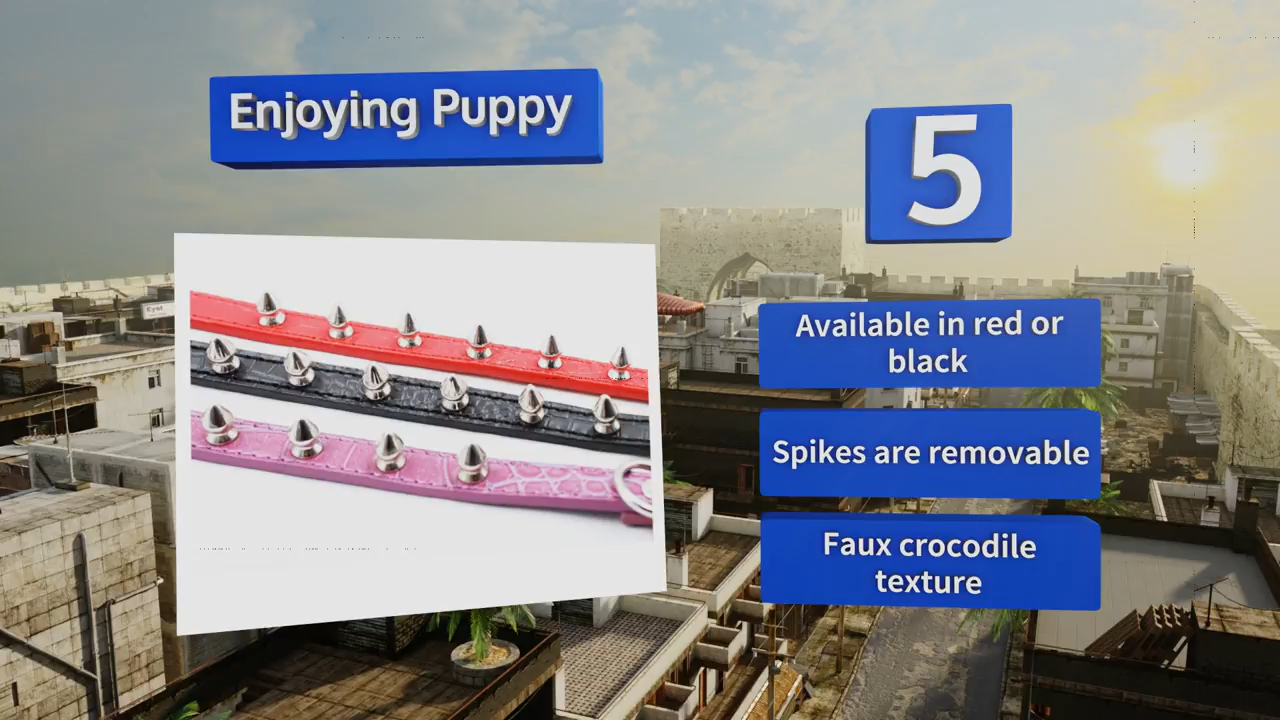 Enjoying Puppy
5
Available in red or
black
Spikes are removable
Faux crocodile
texture